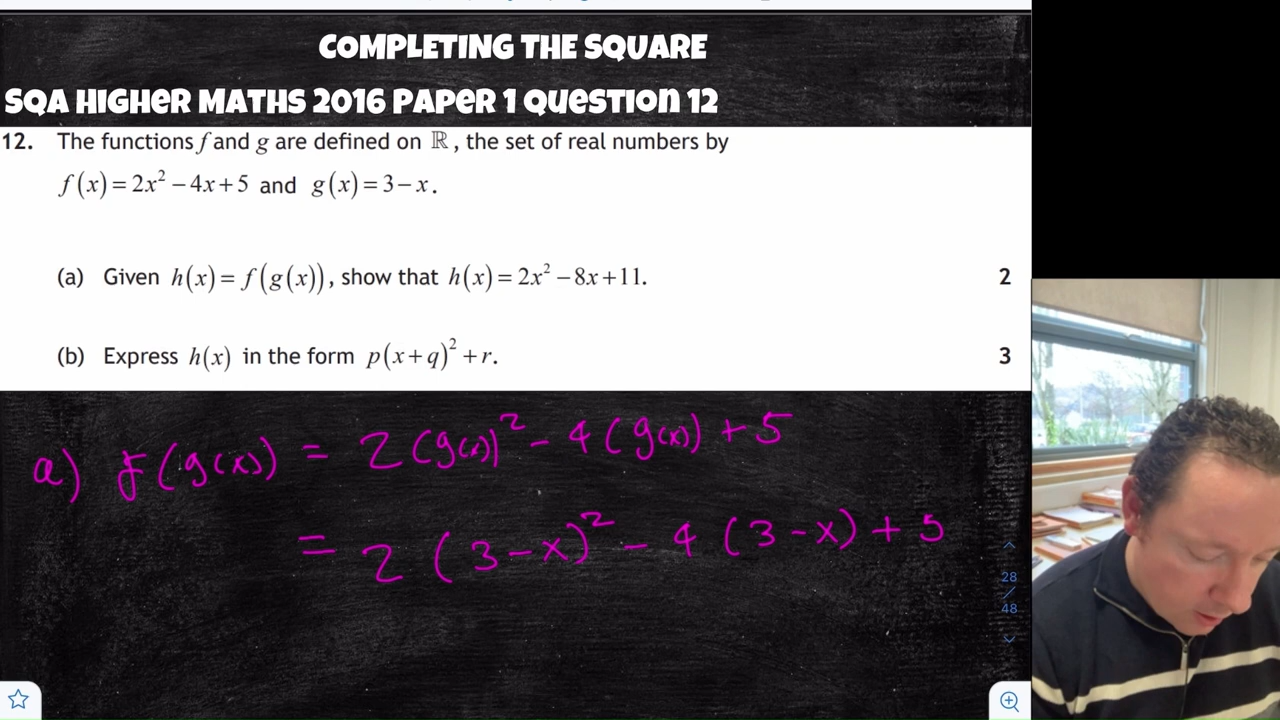 COMPLETING THE SQUARE
SQA HIGHER MATHS 2016 PAPER 1 QUESTION 12
12. The functions f and g are defined on ℝ, the set of real numbers by
f(x) = 2x² − 4x + 5 and g(x) = 3 − x.
(a) Given h(x) = f(g(x)), show that h(x) = 2x² − 8x + 11. 2
(b) Express h(x) in the form p(x + q)² + r. 3
a) f(g(x)) = 2(g(x))² − 4(g(x)) + 5
= 2(3 − x)² − 4(3 − x) + 5
28
/
48